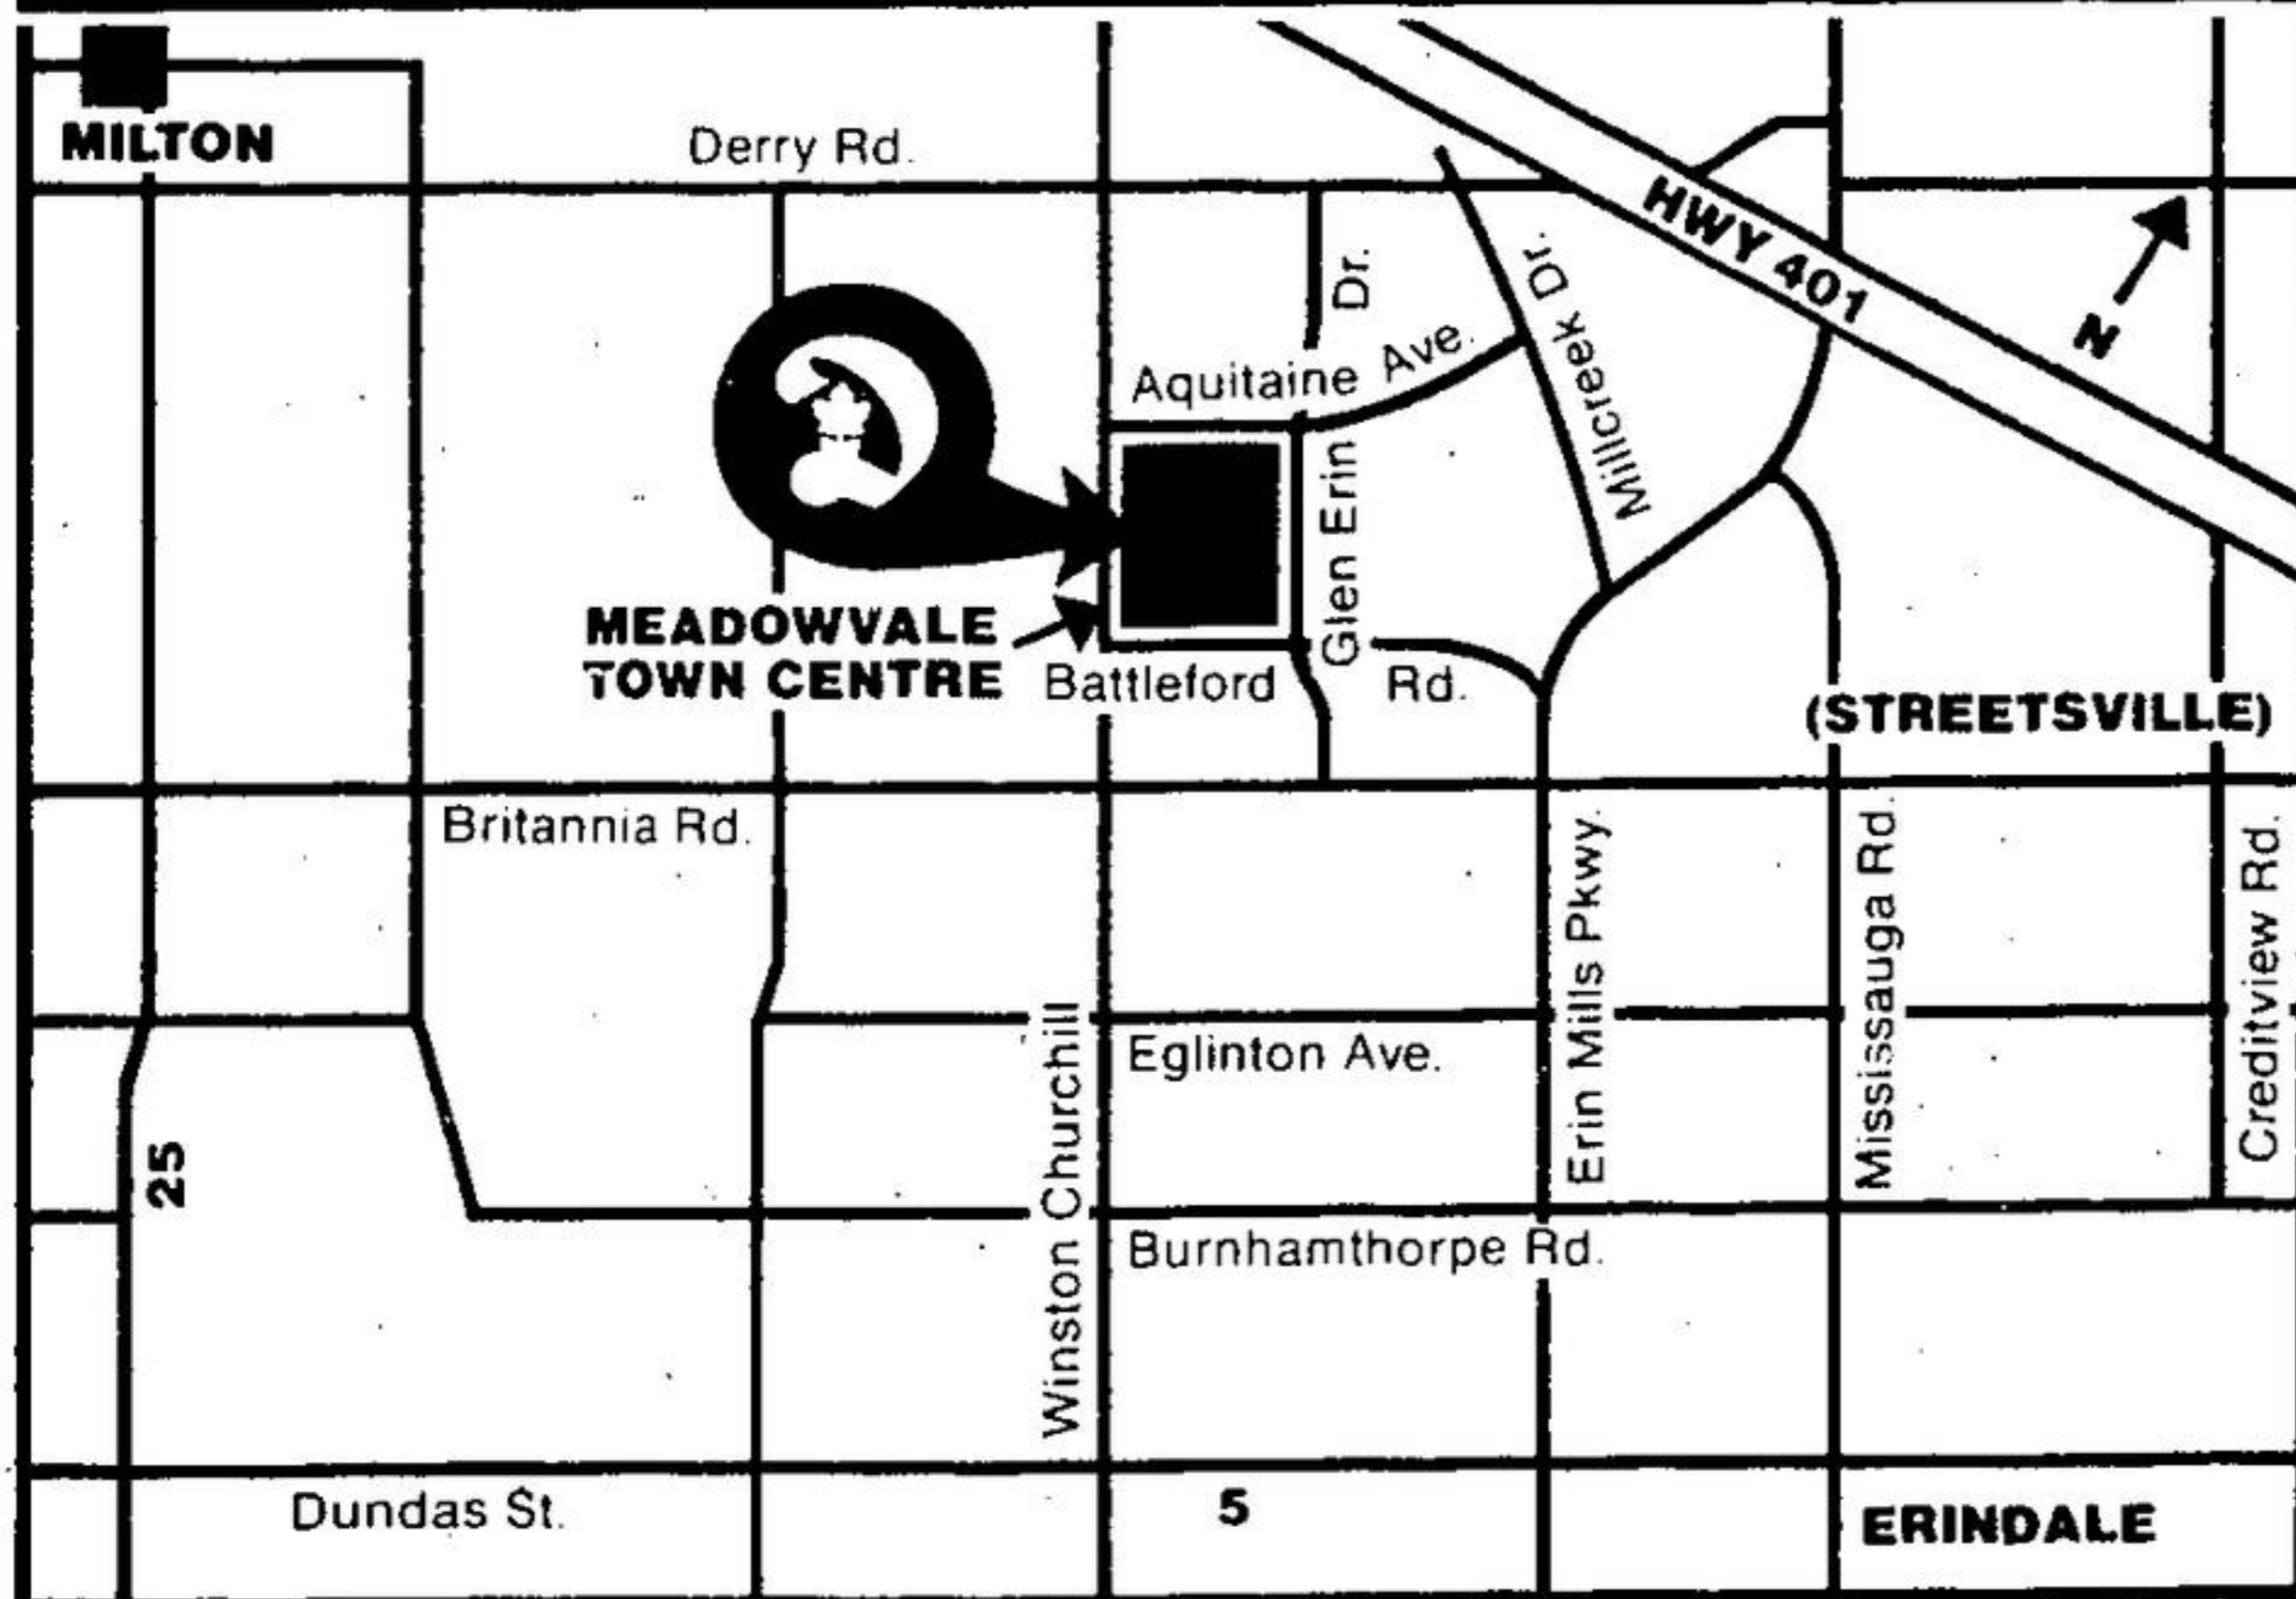 MILTON
Derry Rd.
HWY 401
N
Dr.
Millcreek Dr.
Aquitaine Ave.
Glen Erin
MEADOWVALE
TOWN CENTRE
Battleford Rd.
(STREETSVILLE)
Britannia Rd.
Erin Mills Pkwy.
Mississauga Rd.
Creditview Rd.
Winston Churchill
Eglinton Ave.
25
Burnhamthorpe Rd.
Dundas St.
5
ERINDALE